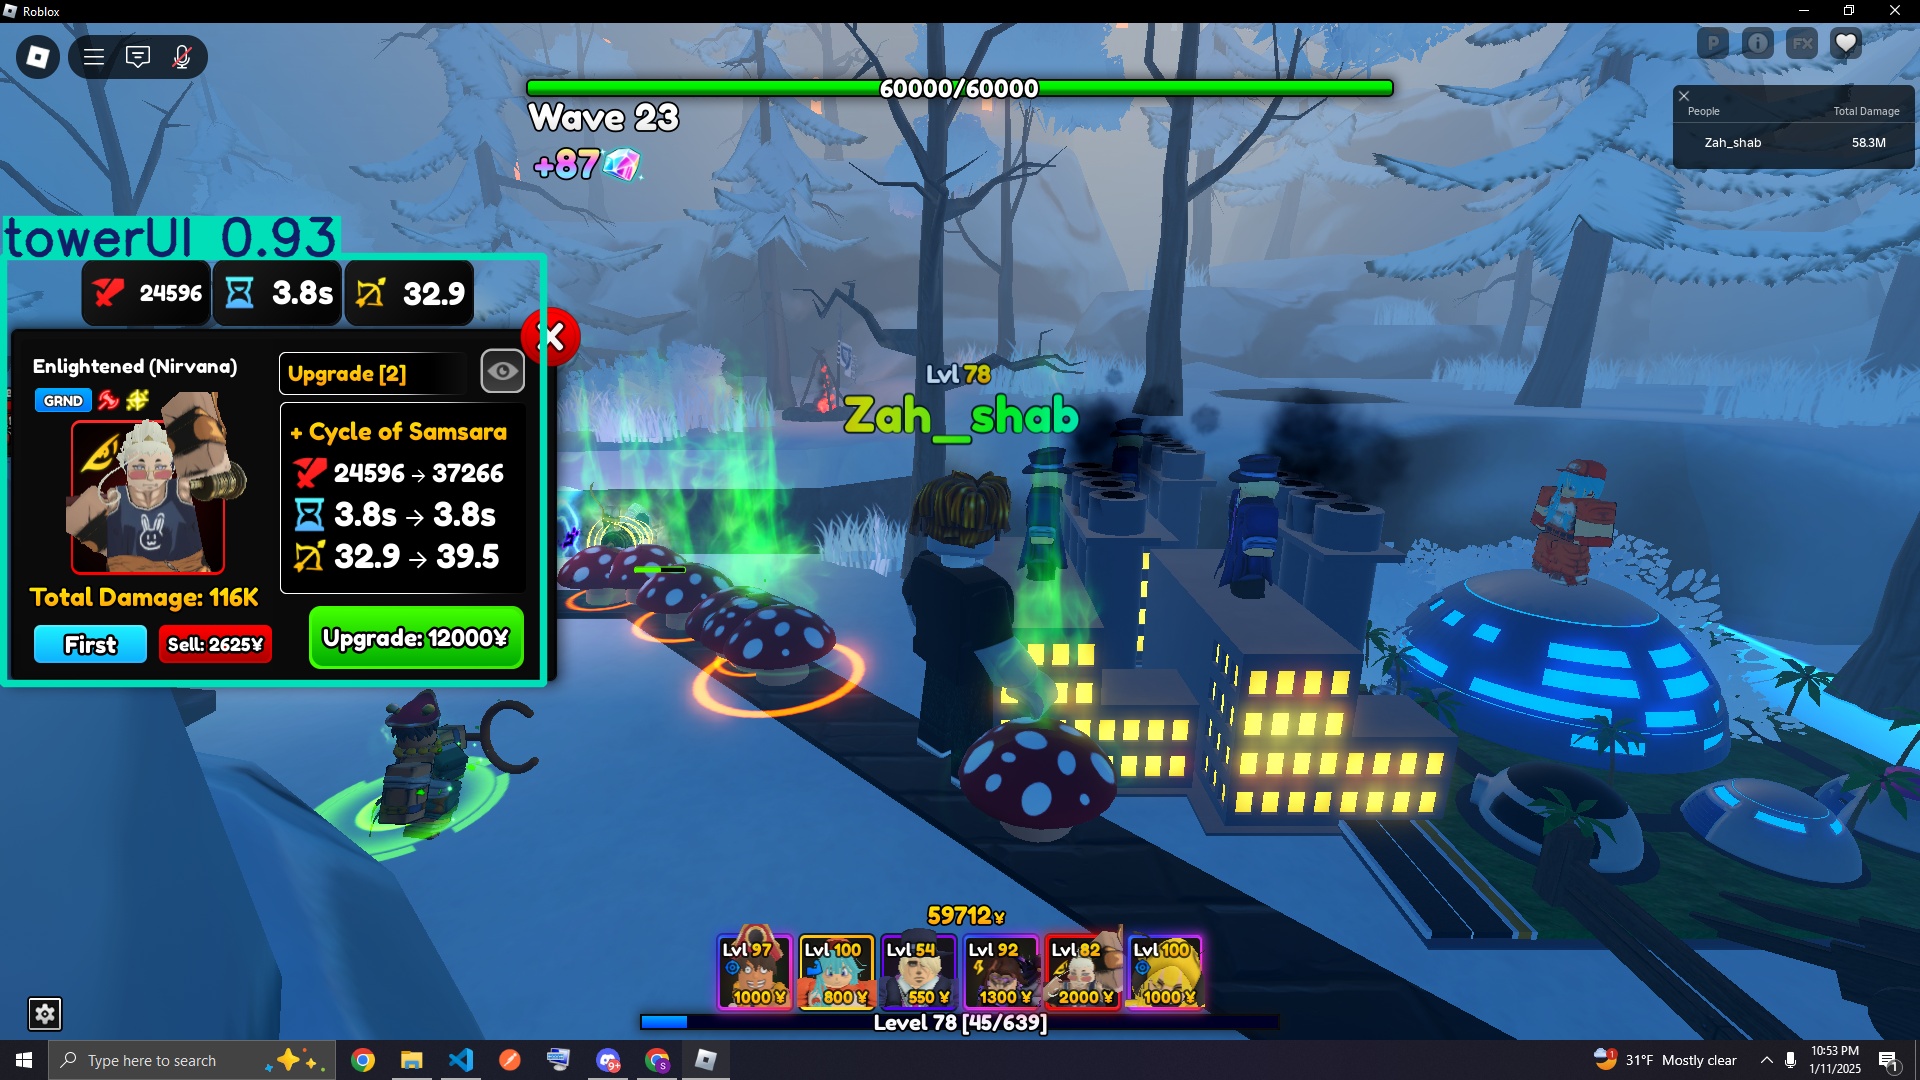 Roblox
P
i
FX
60000/60000
Wave 23
+87
People Total Damage
Zah_shab 58.3M
towerUI 0.93
24596 3.8s 32.9
X
Enlightened (Nirvana)
GRND
Upgrade [2]
+ Cycle of Samsara
24596 → 37266
3.8s → 3.8s
32.9 → 39.5
Total Damage: 116K
First
Sell: 2625¥
Upgrade: 12000¥
Lvl 78
Zah_shab
59712¥
Lvl 97 Lvl 100 Lvl 54 Lvl 92 Lvl 82 Lvl 100
1000 ¥ 800 ¥ 550 ¥ 1300 ¥ 2000 ¥ 1000 ¥
Level 78 [45/639]
Type here to search
9+
S
1
31°F Mostly clear
10:53 PM
1/11/2025
1